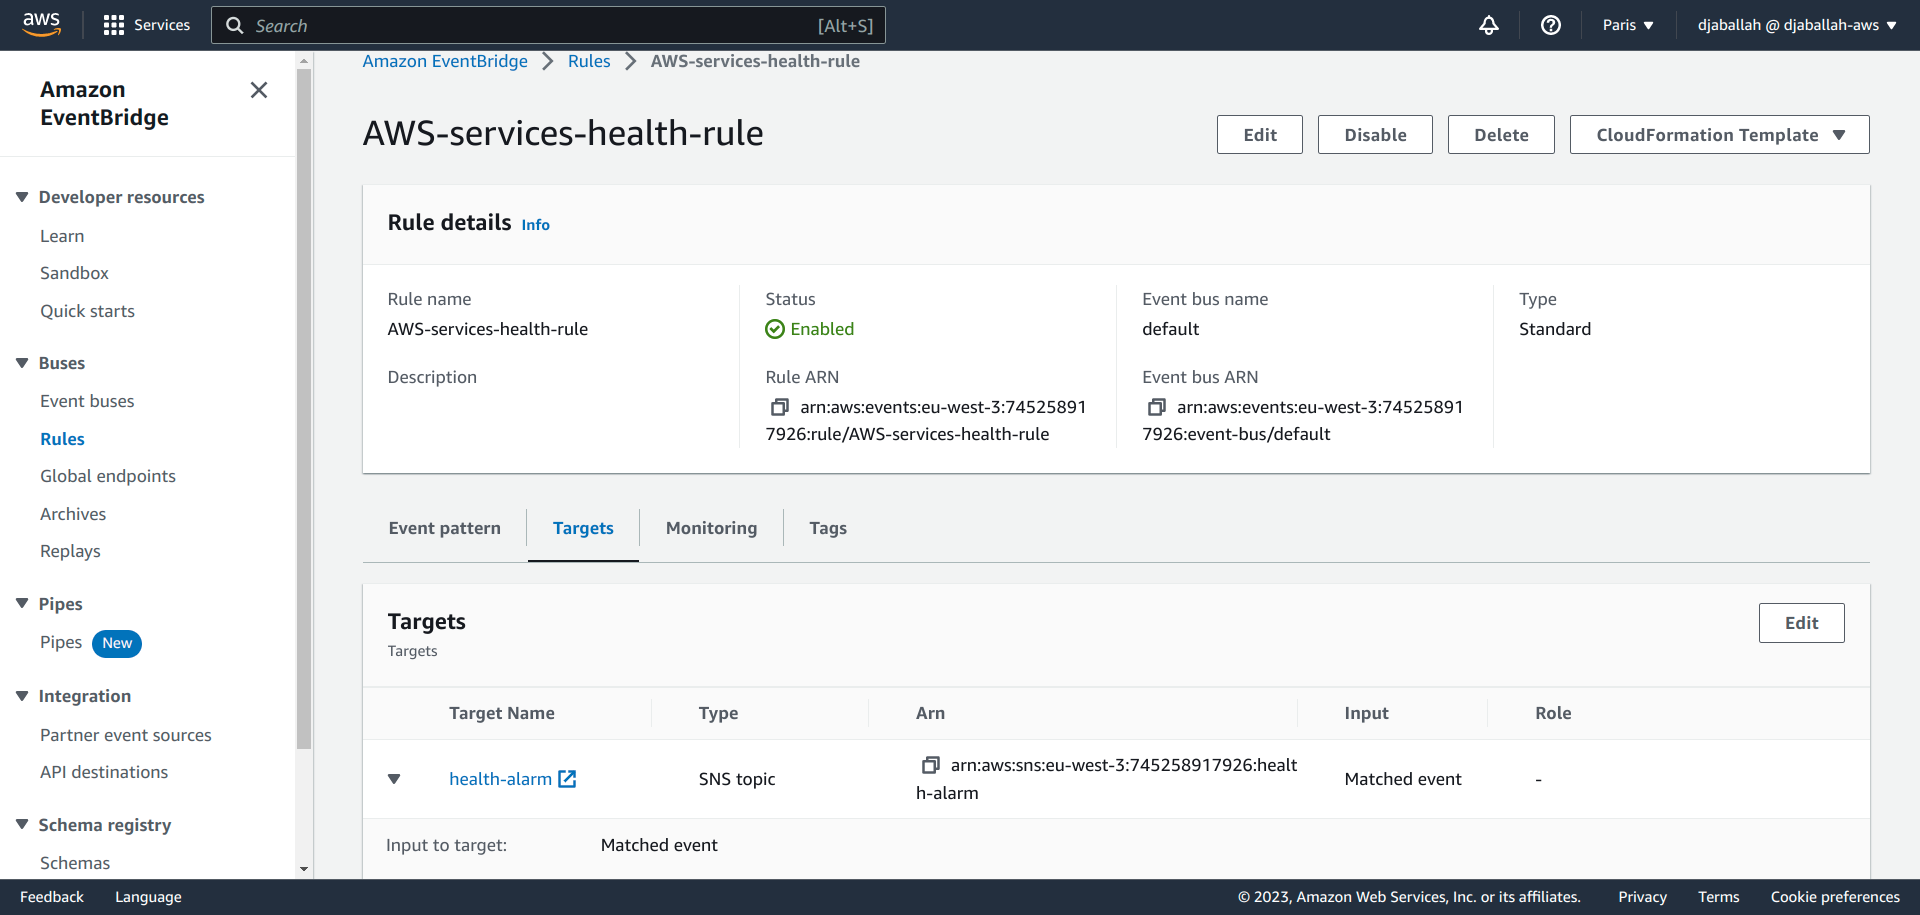 aws
Services
Search
[Alt+S]
Paris
djaballah @ djaballah-aws
Amazon EventBridge
Developer resources
Learn
Sandbox
Quick starts
Buses
Event buses
Rules
Global endpoints
Archives
Replays
Pipes
Pipes New
Integration
Partner event sources
API destinations
Schema registry
Schemas
Amazon EventBridge > Rules > AWS-services-health-rule
AWS-services-health-rule
Edit
Disable
Delete
CloudFormation Template
Rule details Info
Rule name
AWS-services-health-rule
Description
Status
Enabled
Rule ARN
arn:aws:events:eu-west-3:74525891
7926:rule/AWS-services-health-rule
Event bus name
default
Event bus ARN
arn:aws:events:eu-west-3:74525891
7926:event-bus/default
Type
Standard
Event pattern
Targets
Monitoring
Tags
Targets
Targets
Edit
Target Name
Type
Arn
Input
Role
health-alarm
SNS topic
arn:aws:sns:eu-west-3:745258917926:healt
h-alarm
Matched event
-
Input to target:
Matched event
Feedback
Language
© 2023, Amazon Web Services, Inc. or its affiliates.
Privacy
Terms
Cookie preferences